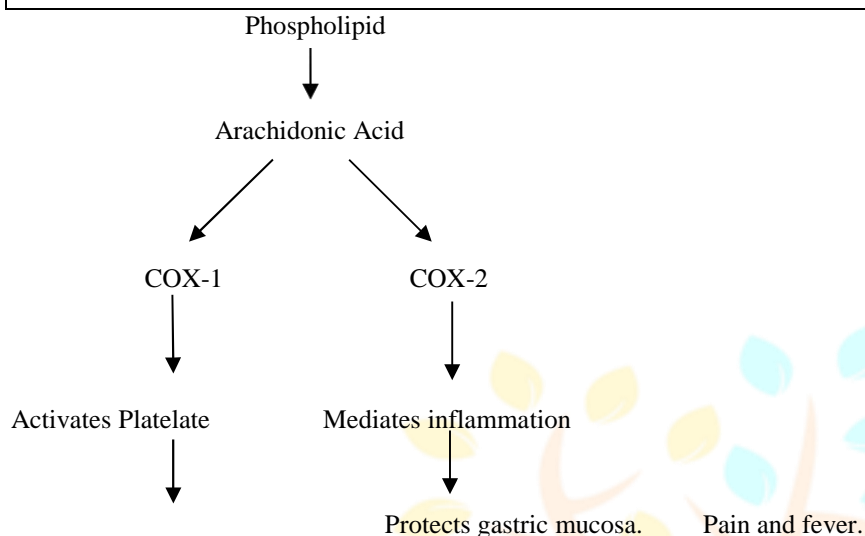 Phospholipid
Arachidonic Acid
COX-1 COX-2
Activates Platelate Mediates inflammation
Protects gastric mucosa. Pain and fever.